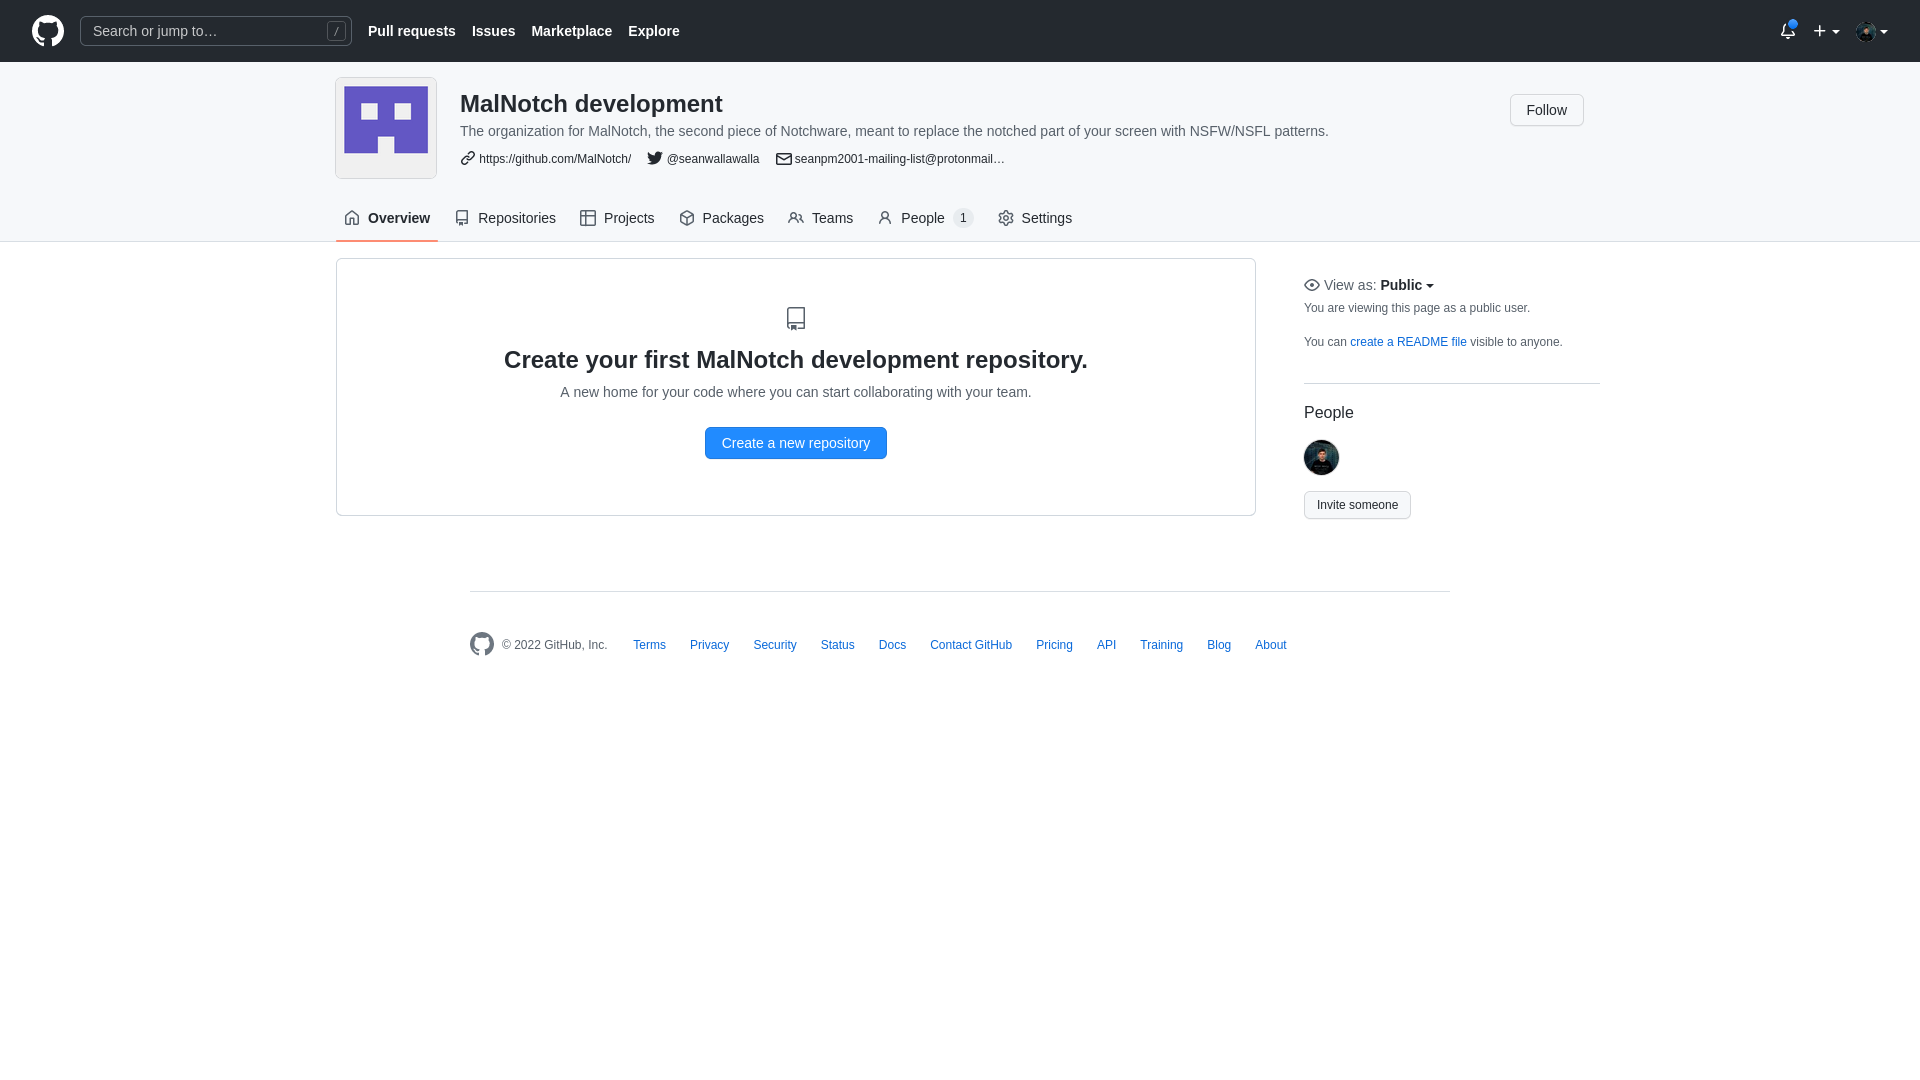 Search or jump to… /
Pull requests Issues Marketplace Explore
MalNotch development
Follow
The organization for MalNotch, the second piece of Notchware, meant to replace the notched part of your screen with NSFW/NSFL patterns.
https://github.com/MalNotch/ @seanwallawalla seanpm2001-mailing-list@protonmail…
Overview Repositories Projects Packages Teams People 1 Settings
Create your first MalNotch development repository.
A new home for your code where you can start collaborating with your team.
Create a new repository
View as: Public
You are viewing this page as a public user.
You can create a README file visible to anyone.
People
Invite someone
© 2022 GitHub, Inc. Terms Privacy Security Status Docs Contact GitHub Pricing API Training Blog About